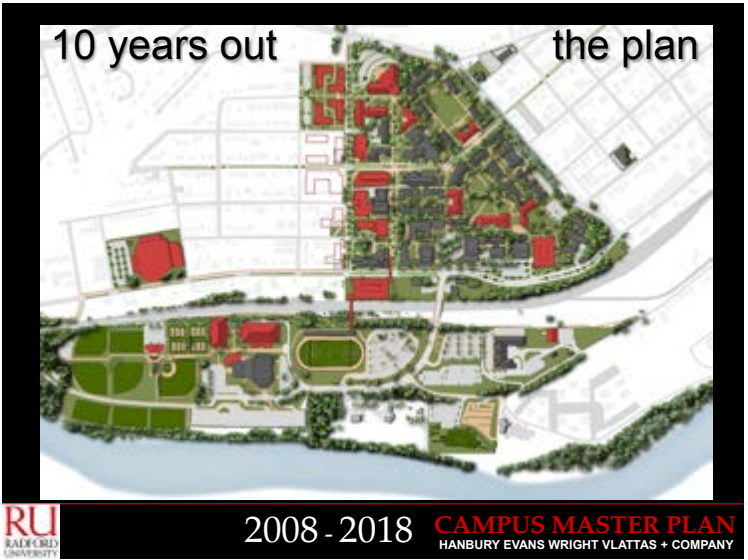 10 years out the plan
RU
RADFORD
UNIVERSITY
2008 - 2018 CAMPUS MASTER PLAN
HANBURY EVANS WRIGHT VLATTAS + COMPANY